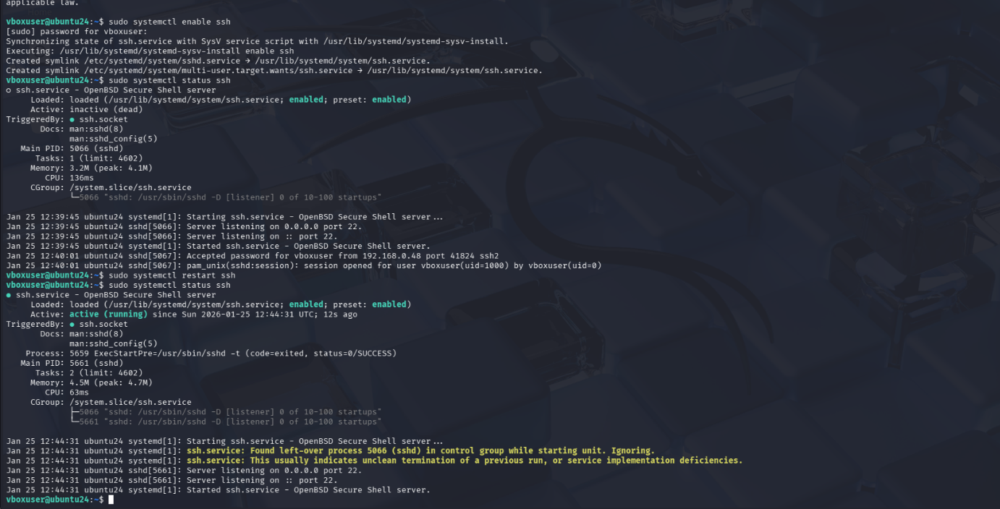 applicable law.
vboxuser@ubuntu24:~$ sudo systemctl enable ssh
[sudo] password for vboxuser:
Synchronizing state of ssh.service with SysV service script with /usr/lib/systemd/systemd-sysv-install.
Executing: /usr/lib/systemd/systemd-sysv-install enable ssh
Created symlink /etc/systemd/system/sshd.service → /usr/lib/systemd/system/ssh.service.
Created symlink /etc/systemd/system/multi-user.target.wants/ssh.service → /usr/lib/systemd/system/ssh.service.
vboxuser@ubuntu24:~$ sudo systemctl status ssh
○ ssh.service - OpenBSD Secure Shell server
     Loaded: loaded (/usr/lib/systemd/system/ssh.service; enabled; preset: enabled)
     Active: inactive (dead)
TriggeredBy: ● ssh.socket
       Docs: man:sshd(8)
             man:sshd_config(5)
   Main PID: 5066 (sshd)
      Tasks: 1 (limit: 4602)
     Memory: 3.2M (peak: 4.1M)
        CPU: 136ms
     CGroup: /system.slice/ssh.service
             └─5066 "sshd: /usr/sbin/sshd -D [listener] 0 of 10-100 startups"
Jan 25 12:39:45 ubuntu24 systemd[1]: Starting ssh.service - OpenBSD Secure Shell server...
Jan 25 12:39:45 ubuntu24 sshd[5066]: Server listening on 0.0.0.0 port 22.
Jan 25 12:39:45 ubuntu24 sshd[5066]: Server listening on :: port 22.
Jan 25 12:39:45 ubuntu24 systemd[1]: Started ssh.service - OpenBSD Secure Shell server.
Jan 25 12:40:01 ubuntu24 sshd[5067]: Accepted password for vboxuser from 192.168.0.48 port 41824 ssh2
Jan 25 12:40:01 ubuntu24 sshd[5067]: pam_unix(sshd:session): session opened for user vboxuser(uid=1000) by vboxuser(uid=0)
vboxuser@ubuntu24:~$ sudo systemctl restart ssh
vboxuser@ubuntu24:~$ sudo systemctl status ssh
● ssh.service - OpenBSD Secure Shell server
     Loaded: loaded (/usr/lib/systemd/system/ssh.service; enabled; preset: enabled)
     Active: active (running) since Sun 2026-01-25 12:44:31 UTC; 12s ago
TriggeredBy: ● ssh.socket
       Docs: man:sshd(8)
             man:sshd_config(5)
    Process: 5659 ExecStartPre=/usr/sbin/sshd -t (code=exited, status=0/SUCCESS)
   Main PID: 5661 (sshd)
      Tasks: 2 (limit: 4602)
     Memory: 4.5M (peak: 4.7M)
        CPU: 63ms
     CGroup: /system.slice/ssh.service
             ├─5066 "sshd: /usr/sbin/sshd -D [listener] 0 of 10-100 startups"
             └─5661 "sshd: /usr/sbin/sshd -D [listener] 0 of 10-100 startups"
Jan 25 12:44:31 ubuntu24 systemd[1]: Starting ssh.service - OpenBSD Secure Shell server...
Jan 25 12:44:31 ubuntu24 systemd[1]: ssh.service: Found left-over process 5066 (sshd) in control group while starting unit. Ignoring.
Jan 25 12:44:31 ubuntu24 systemd[1]: ssh.service: This usually indicates unclean termination of a previous run, or service implementation deficiencies.
Jan 25 12:44:31 ubuntu24 sshd[5661]: Server listening on 0.0.0.0 port 22.
Jan 25 12:44:31 ubuntu24 sshd[5661]: Server listening on :: port 22.
Jan 25 12:44:31 ubuntu24 systemd[1]: Started ssh.service - OpenBSD Secure Shell server.
vboxuser@ubuntu24:~$